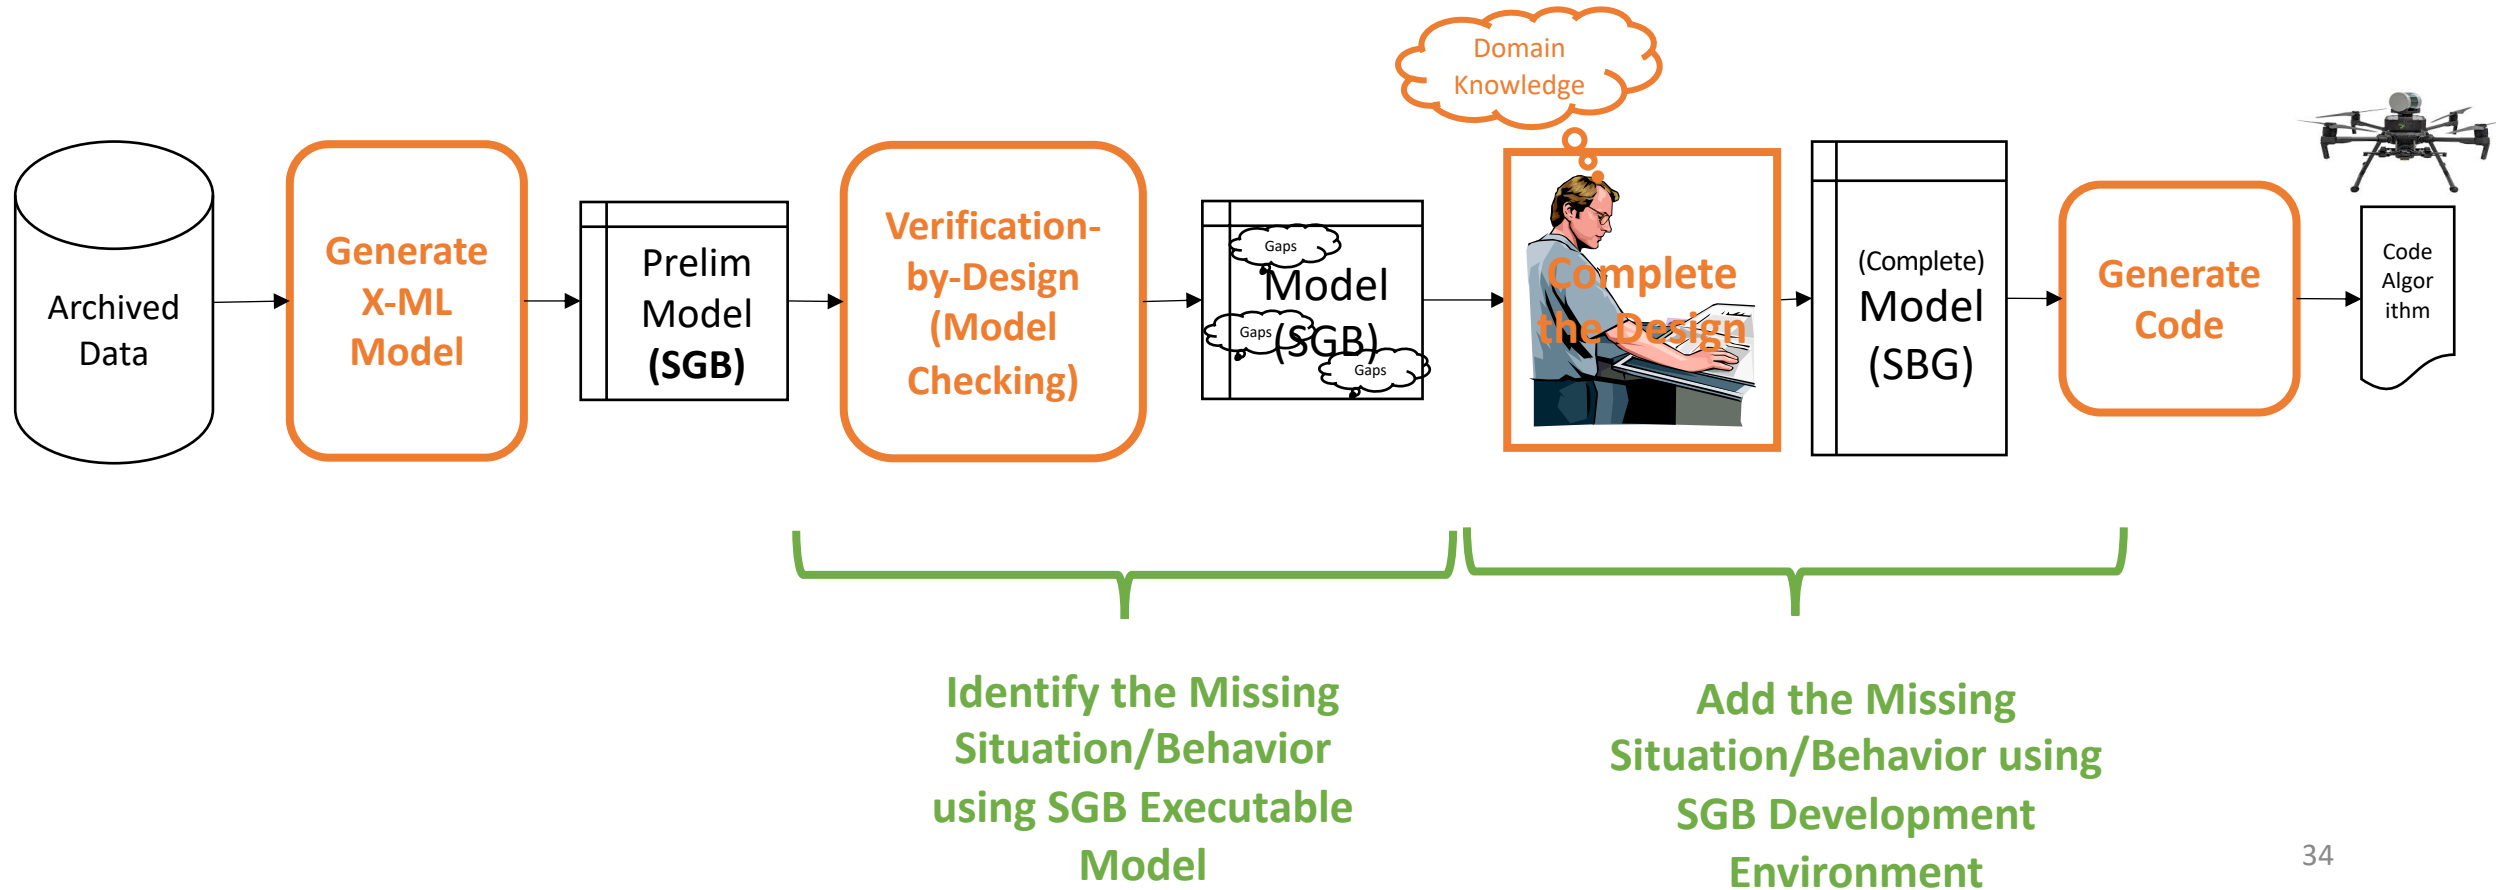 Archived
Data
Generate
X-ML
Model
Prelim
Model
(SGB)
Verification-
by-Design
(Model
Checking)
Gaps
Model
Gaps
(SGB)
Gaps
Domain
Knowledge
Complete
the Design
(Complete)
Model
(SBG)
Generate
Code
Code
Algor
ithm
Identify the Missing
Situation/Behavior
using SGB Executable
Model
Add the Missing
Situation/Behavior using
SGB Development
Environment
34